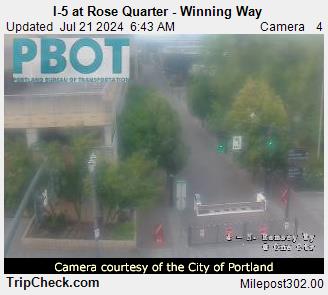 I-5 at Rose Quarter - Winning Way
Updated Jul 21 2024 6:43 AM Camera 4
PBOT
PORTLAND BUREAU OF TRANSPORTATION
Camera courtesy of the City of Portland
TripCheck.com Milepost302.00